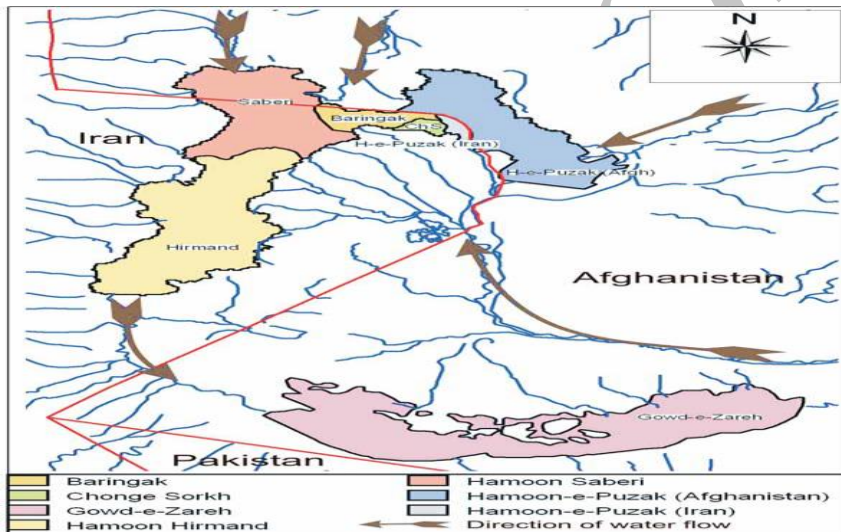 N
Saberi
Iran
Baringak
ChS
H-e-Puzak (Iran)
H-e-Puzak (Afgh)
Hirmand
Afghanistan
Gowd-e-Zareh
Pakistan
Baringak
Chonge Sorkh
Gowd-e-Zareh
Hamoon Hirmand
Hamoon Saberi
Hamoon-e-Puzak (Afghanistan)
Hamoon-e-Puzak (Iran)
Direction of water flow